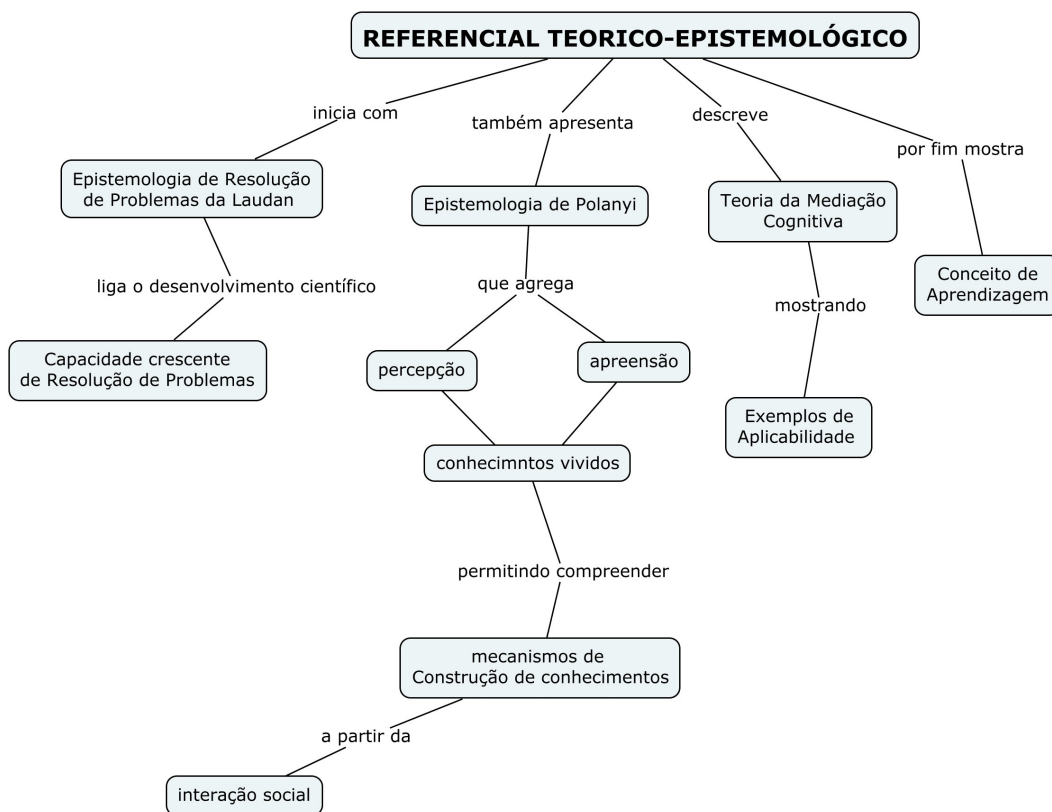 REFERENCIAL TEORICO-EPISTEMOLÓGICO
inicia com
também apresenta
descreve
por fim mostra
Epistemologia de Resolução
de Problemas da Laudan
Epistemologia de Polanyi
Teoria da Mediação
Cognitiva
Conceito de
Aprendizagem
liga o desenvolvimento científico
que agrega
mostrando
Capacidade crescente
de Resolução de Problemas
percepção
apreensão
Exemplos de
Aplicabilidade
conhecimntos vividos
permitindo compreender
mecanismos de
Construção de conhecimentos
a partir da
interação social